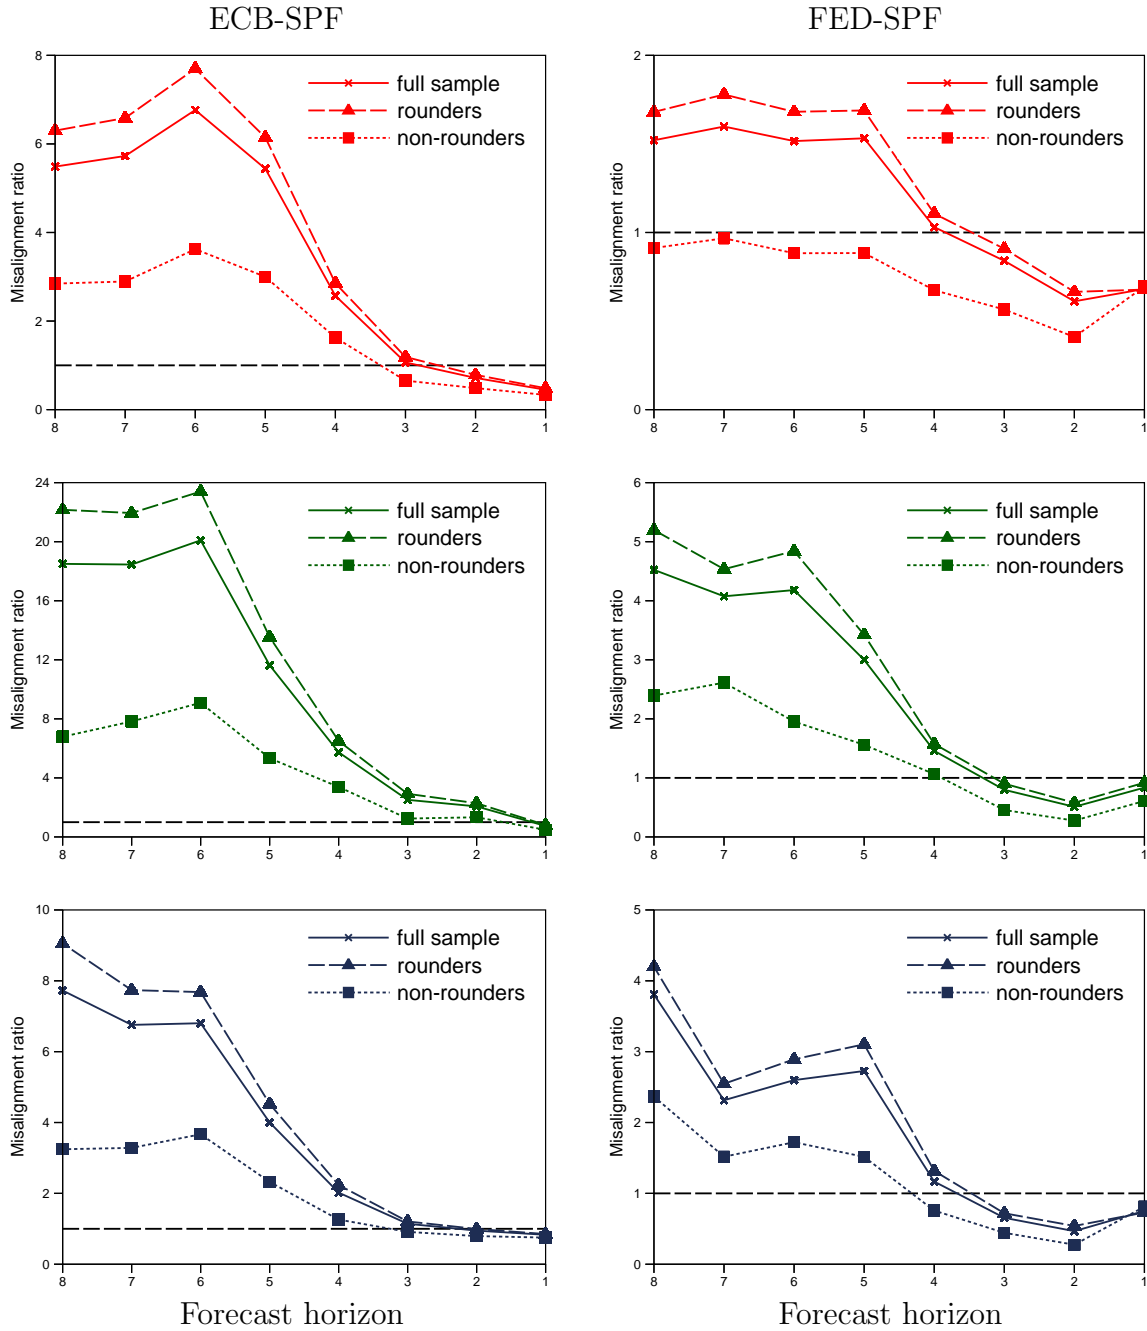 ECB-SPF
FED-SPF
8
6
4
2
0
Misalignment ratio
full sample
rounders
non-rounders
8 7 6 5 4 3 2 1
2
1
0
Misalignment ratio
full sample
rounders
non-rounders
8 7 6 5 4 3 2 1
24
20
16
12
8
4
0
Misalignment ratio
full sample
rounders
non-rounders
8 7 6 5 4 3 2 1
6
5
4
3
2
1
0
Misalignment ratio
full sample
rounders
non-rounders
8 7 6 5 4 3 2 1
10
8
6
4
2
0
Misalignment ratio
full sample
rounders
non-rounders
8 7 6 5 4 3 2 1
Forecast horizon
5
4
3
2
1
0
Misalignment ratio
full sample
rounders
non-rounders
8 7 6 5 4 3 2 1
Forecast horizon